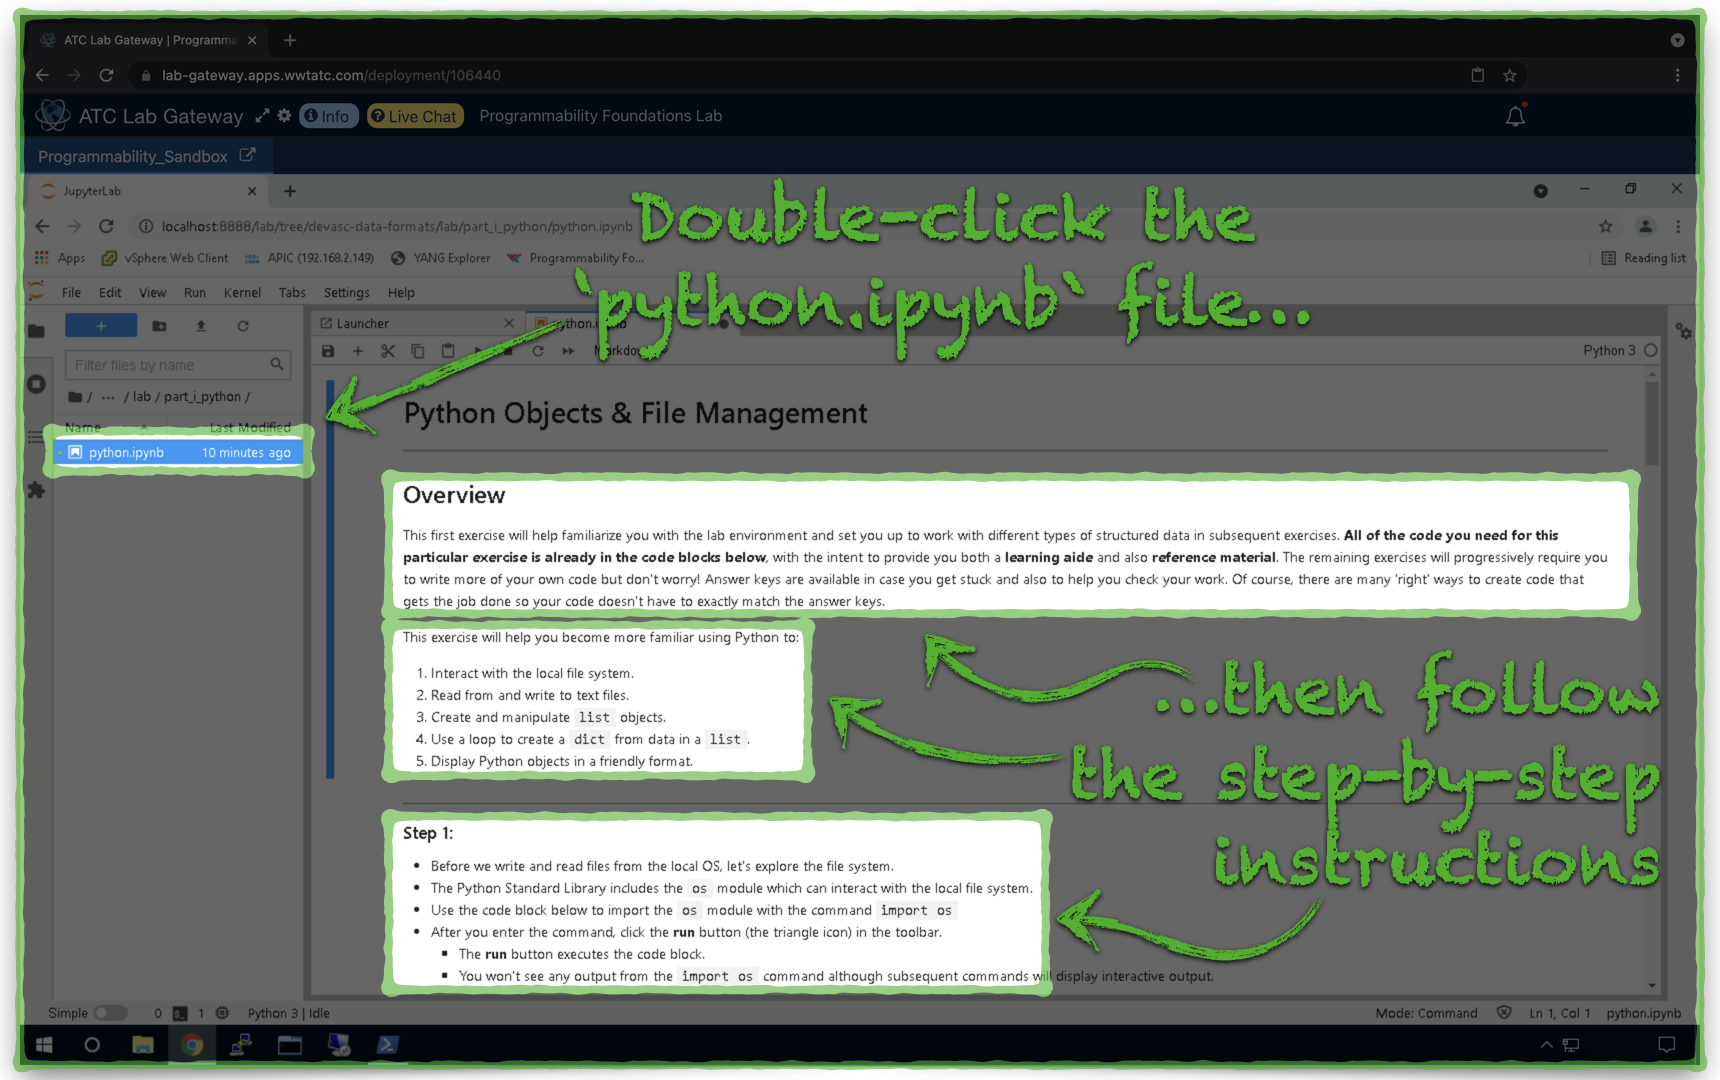 ATC Lab Gateway | Programma
lab-gateway.apps.wwtatc.com/deployment/106440
ATC Lab Gateway Info Live Chat Programmability Foundations Lab
Programmability_Sandbox
JupyterLab
localhost:8888/lab/tree/devasc-data-formats/lab/part_i_python/python.ipynb
Apps vSphere Web Client APIC (192.168.2.149) YANG Explorer Programmability Fo... Reading list
Double-click the
`python.ipynb` file...
File Edit View Run Kernel Tabs Settings Help
Launcher
Filter files by name
Python 3
/ ... / lab / part_i_python /
Name Last Modified
python.ipynb 10 minutes ago
Python Objects & File Management
Overview
This first exercise will help familiarize you with the lab environment and set you up to work with different types of structured data in subsequent exercises. All of the code you need for this
particular exercise is already in the code blocks below, with the intent to provide you both a learning aide and also reference material. The remaining exercises will progressively require you
to write more of your own code but don't worry! Answer keys are available in case you get stuck and also to help you check your work. Of course, there are many 'right' ways to create code that
gets the job done so your code doesn't have to exactly match the answer keys.
This exercise will help you become more familiar using Python to:
1. Interact with the local file system.
2. Read from and write to text files.
3. Create and manipulate list objects.
4. Use a loop to create a dict from data in a list.
5. Display Python objects in a friendly format.
...then follow
the step-by-step
instructions
Step 1:
• Before we write and read files from the local OS, let's explore the file system.
• The Python Standard Library includes the os module which can interact with the local file system.
• Use the code block below to import the os module with the command import os
• After you enter the command, click the run button (the triangle icon) in the toolbar.
▪ The run button executes the code block.
▪ You won't see any output from the import os command although subsequent commands will display interactive output.
Simple 0 1 Python 3 | Idle Mode: Command Ln 1, Col 1 python.ipynb